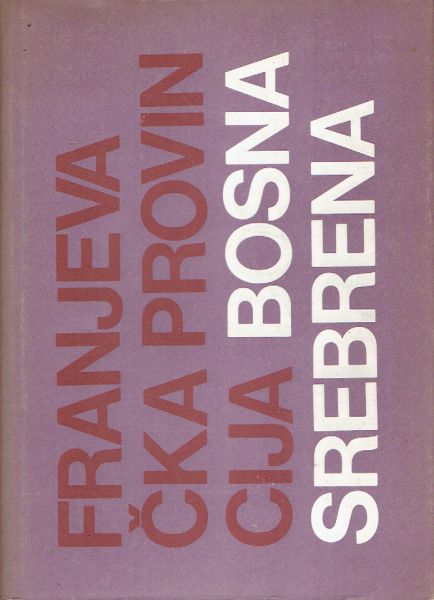 FRANJEVA
ČKA PROVIN
CIJA BOSNA
SREBRENA